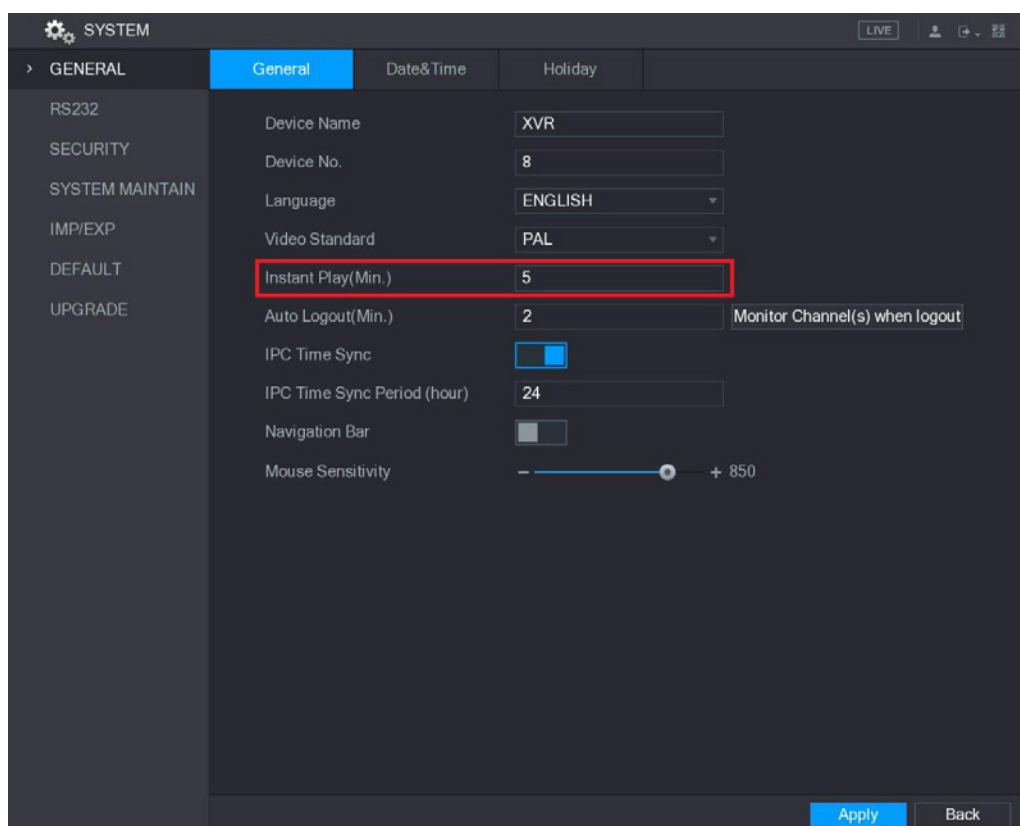 SYSTEM
LIVE
GENERAL
General
Date&Time
Holiday
RS232
SECURITY
SYSTEM MAINTAIN
IMP/EXP
DEFAULT
UPGRADE
Device Name
XVR
Device No.
8
Language
ENGLISH
Video Standard
PAL
Instant Play(Min.)
5
Auto Logout(Min.)
2
Monitor Channel(s) when logout
IPC Time Sync
IPC Time Sync Period (hour)
24
Navigation Bar
Mouse Sensitivity
− + 850
Apply
Back